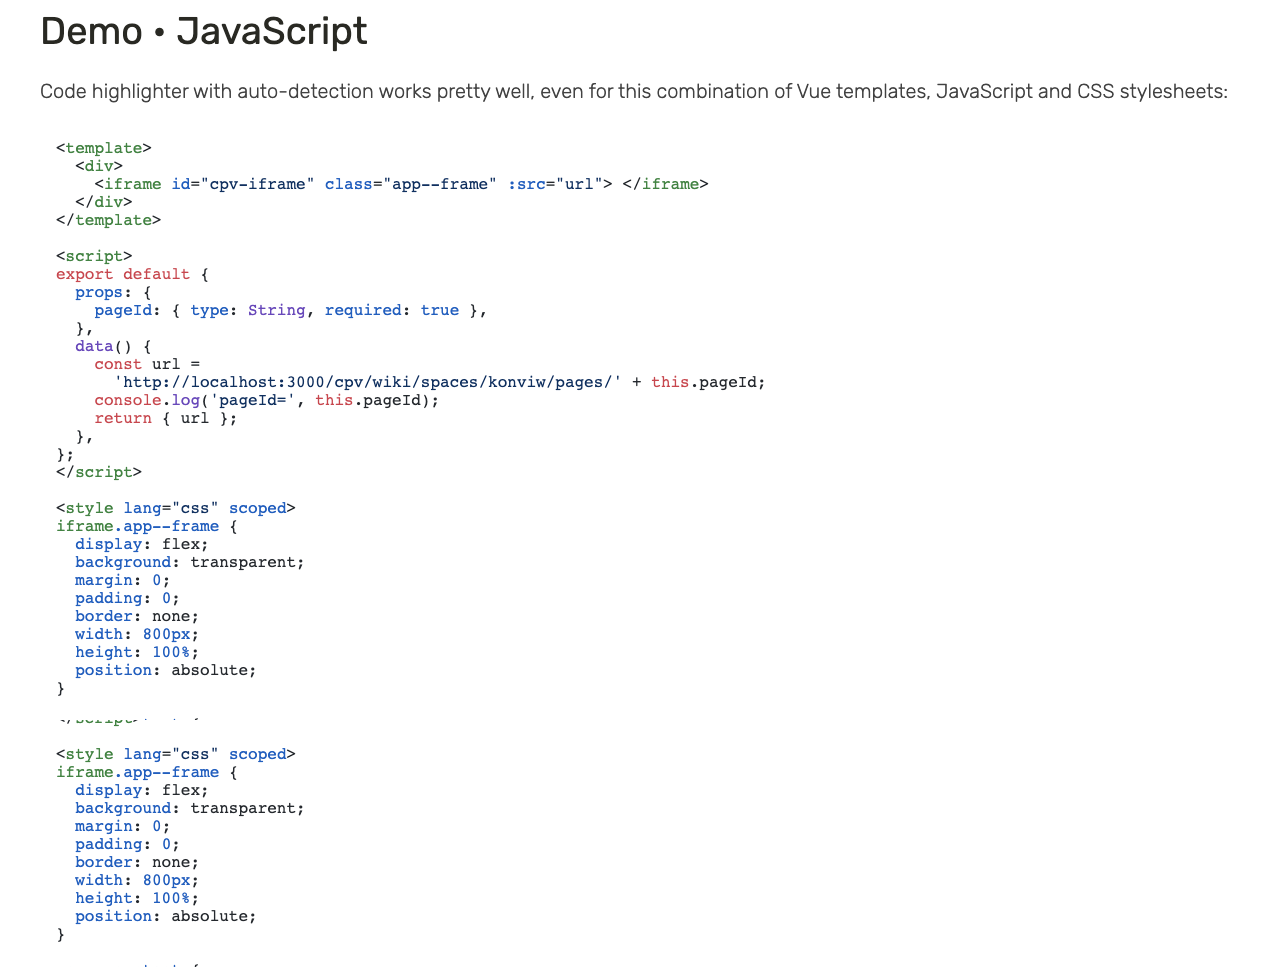 Demo • JavaScript
Code highlighter with auto-detection works pretty well, even for this combination of Vue templates, JavaScript and CSS stylesheets:
<template>
  <div>
    <iframe id="cpv-iframe" class="app--frame" :src="url"> </iframe>
  </div>
</template>

<script>
export default {
  props: {
    pageId: { type: String, required: true },
  },
  data() {
    const url =
      'http://localhost:3000/cpv/wiki/spaces/konviw/pages/' + this.pageId;
    console.log('pageId=', this.pageId);
    return { url };
  },
};
</script>

<style lang="css" scoped>
iframe.app--frame {
  display: flex;
  background: transparent;
  margin: 0;
  padding: 0;
  border: none;
  width: 800px;
  height: 100%;
  position: absolute;
}

<style lang="css" scoped>
iframe.app--frame {
  display: flex;
  background: transparent;
  margin: 0;
  padding: 0;
  border: none;
  width: 800px;
  height: 100%;
  position: absolute;
}